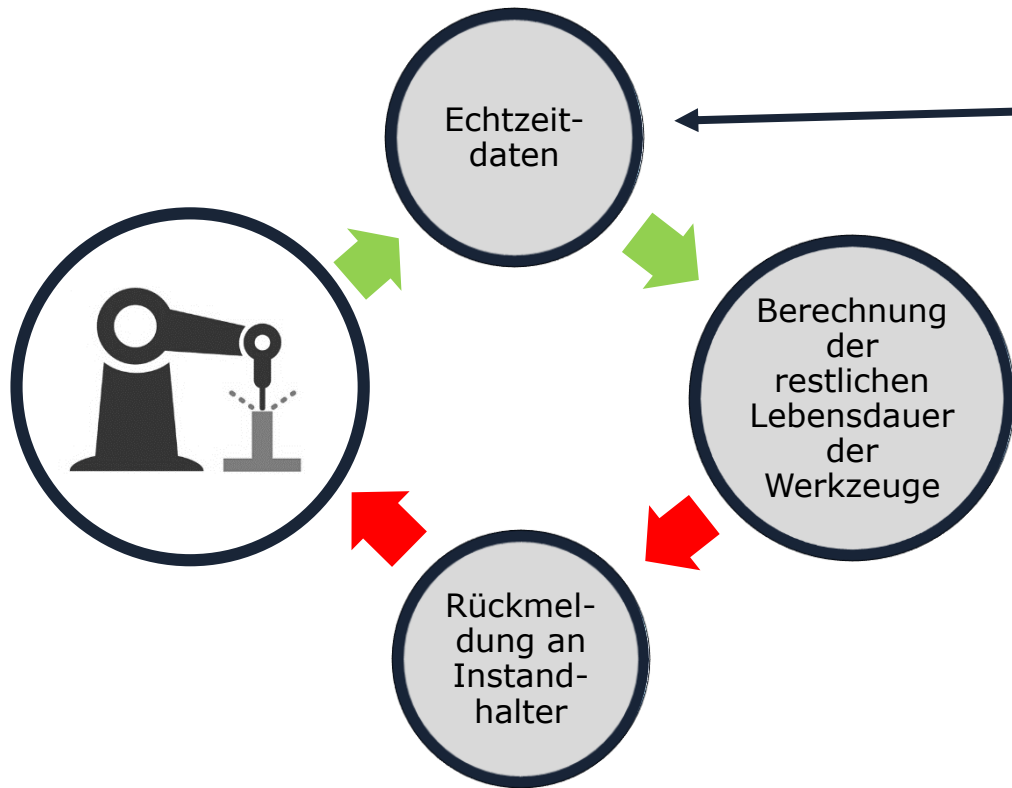 Echtzeit-
daten
Berechnung
der
restlichen
Lebensdauer
der
Werkzeuge
Rückmel-
dung an
Instand-
halter